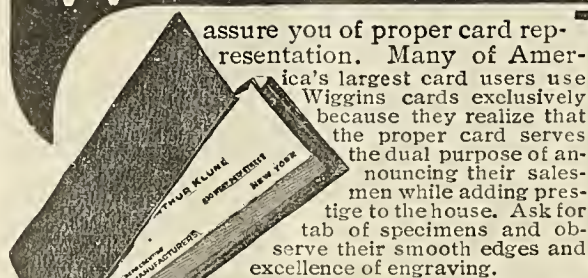 assure you of proper card rep-
resentation. Many of Amer-
ica's largest card users use
Wiggins cards exclusively
because they realize that
the proper card serves
the dual purpose of an-
nouncing their sales-
men while adding pres-
tige to the house. Ask for
tab of specimens and ob-
serve their smooth edges and
excellence of engraving.
RTHUR KLUNE
NEW YORK
MANUFACTURERS